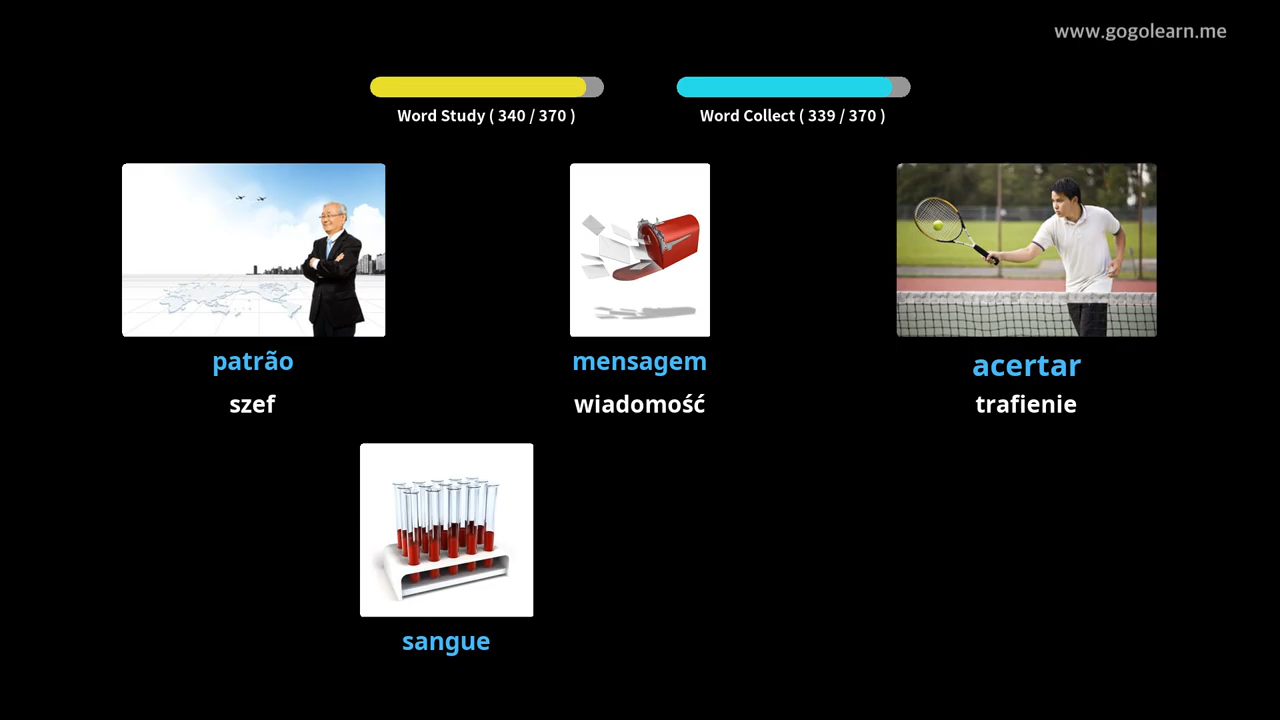 www.gogolearn.me
Word Study ( 340 / 370 )
Word Collect ( 339 / 370 )
patrão
mensagem
acertar
szef
wiadomość
trafienie
sangue